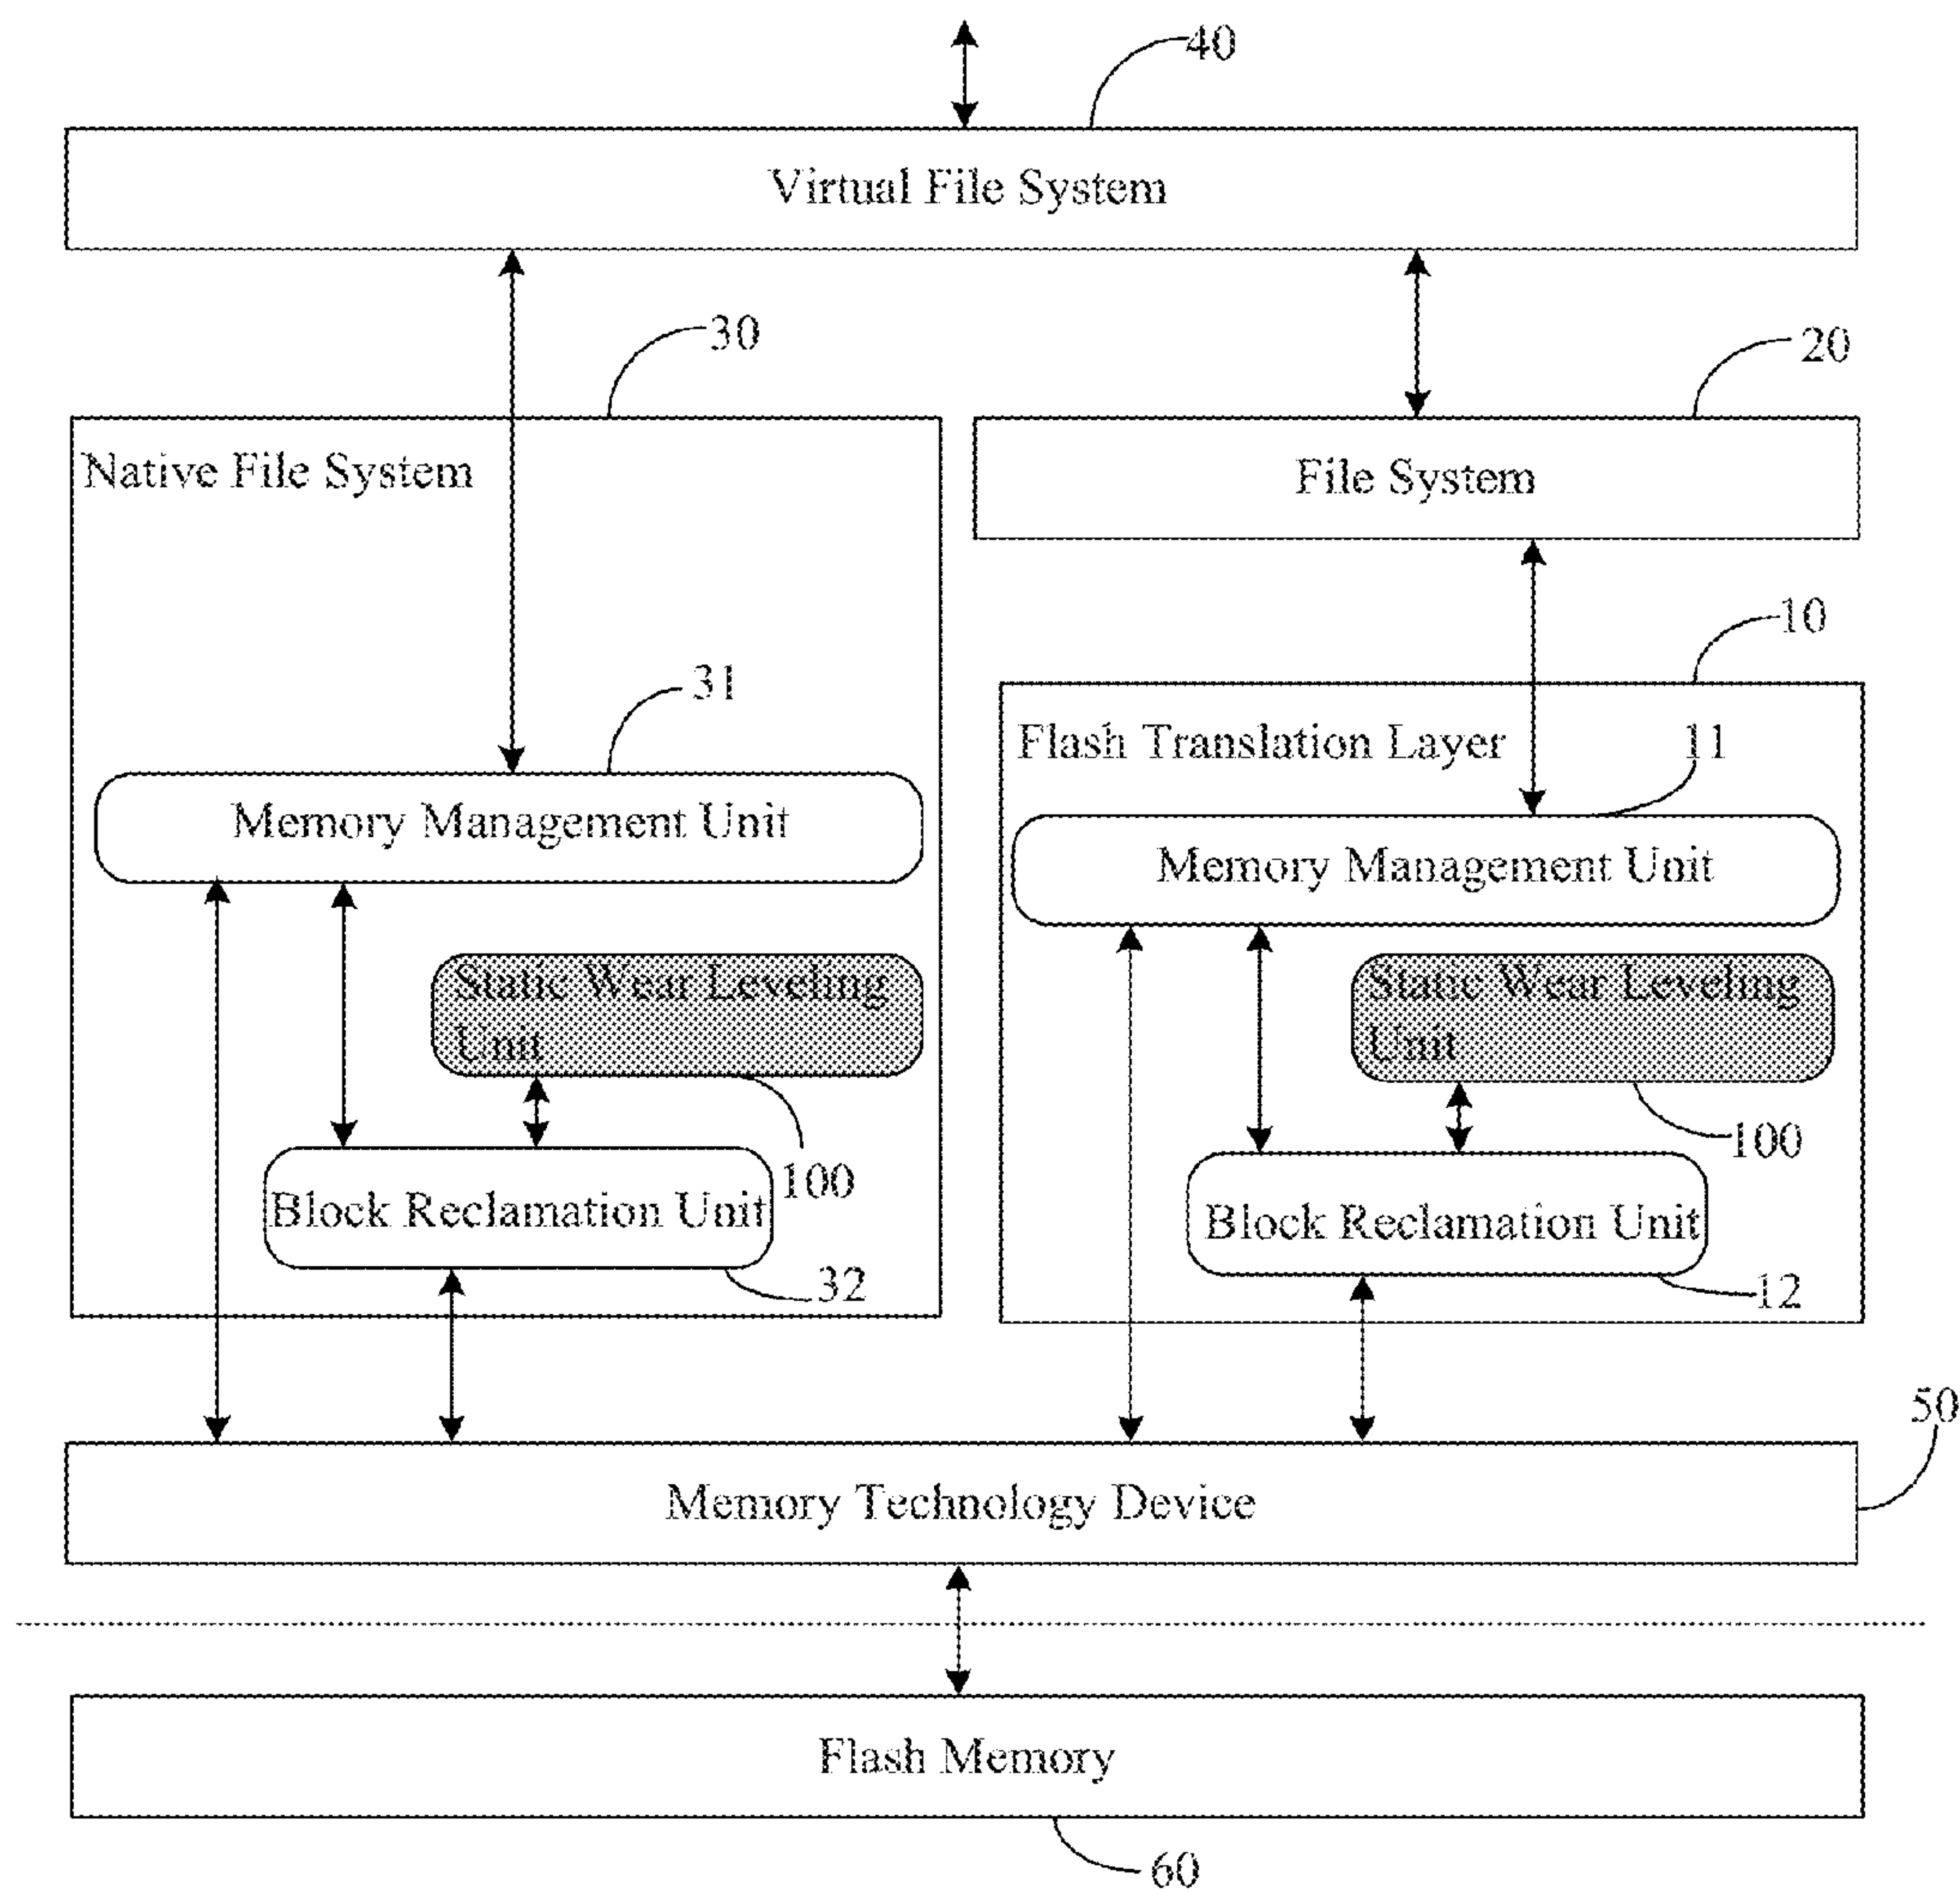 40
Virtual File System
30
20
Native File System
File System
10
31
Flash Translation Layer
11
Memory Management Unit
Memory Management Unit
Static Wear Leveling
Unit
Static Wear Leveling
Unit
100
100
Block Reclamation Unit
Block Reclamation Unit
32
12
50
Memory Technology Device
Flash Memory
60